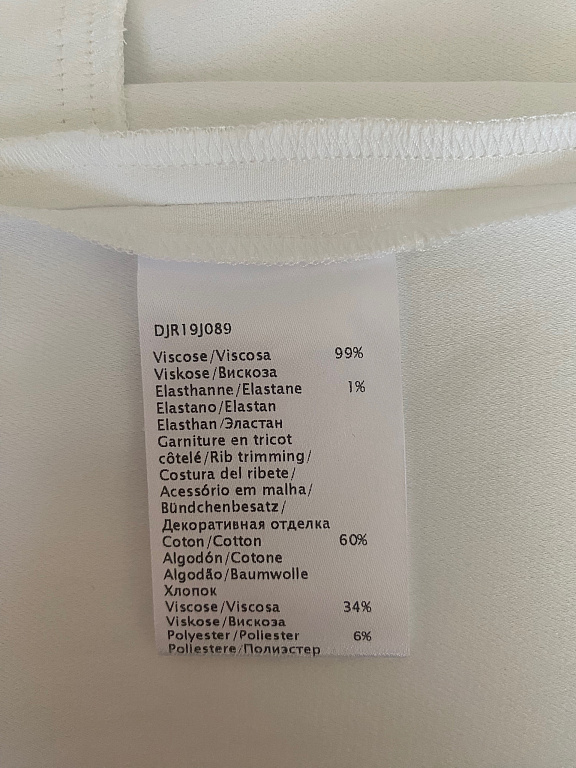 DJR19J089
Viscose/Viscosa 99%
Viskose/Вискоза
Elasthanne/Elastane 1%
Elastano/Elastan
Elasthan/Эластан
Garniture en tricot
côtelé/Rib trimming/
Costura del ribete/
Acessório em malha/
Bündchenbesatz/
Декоративная отделка
Coton/Cotton 60%
Algodón/Cotone
Algodão/Baumwolle
Хлопок
Viscose/Viscosa 34%
Viskose/Вискоза
Polyester/Poliester 6%
Poliestere/Полиэстер